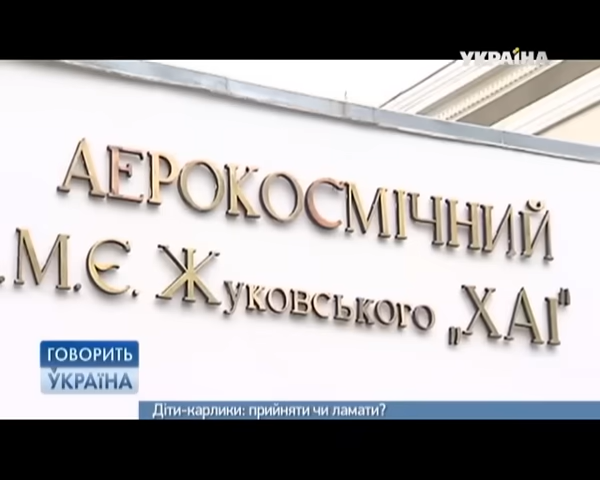 УКРАЇНА
АЕРОКОСМІЧНИЙ
.М.Є. Жуковського „ХАІ"
ГОВОРИТЬ
УКРАЇНА
Діти-карлики: прийняти чи ламати?